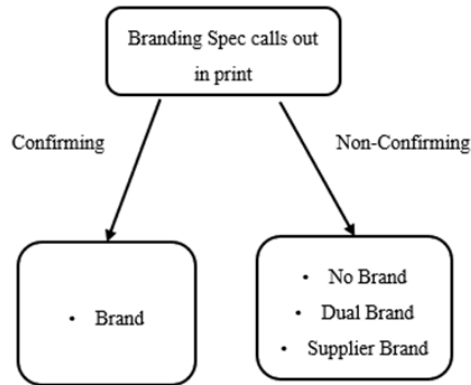 Branding Spec calls out
in print
Confirming
Non-Confirming
• Brand
• No Brand
• Dual Brand
• Supplier Brand